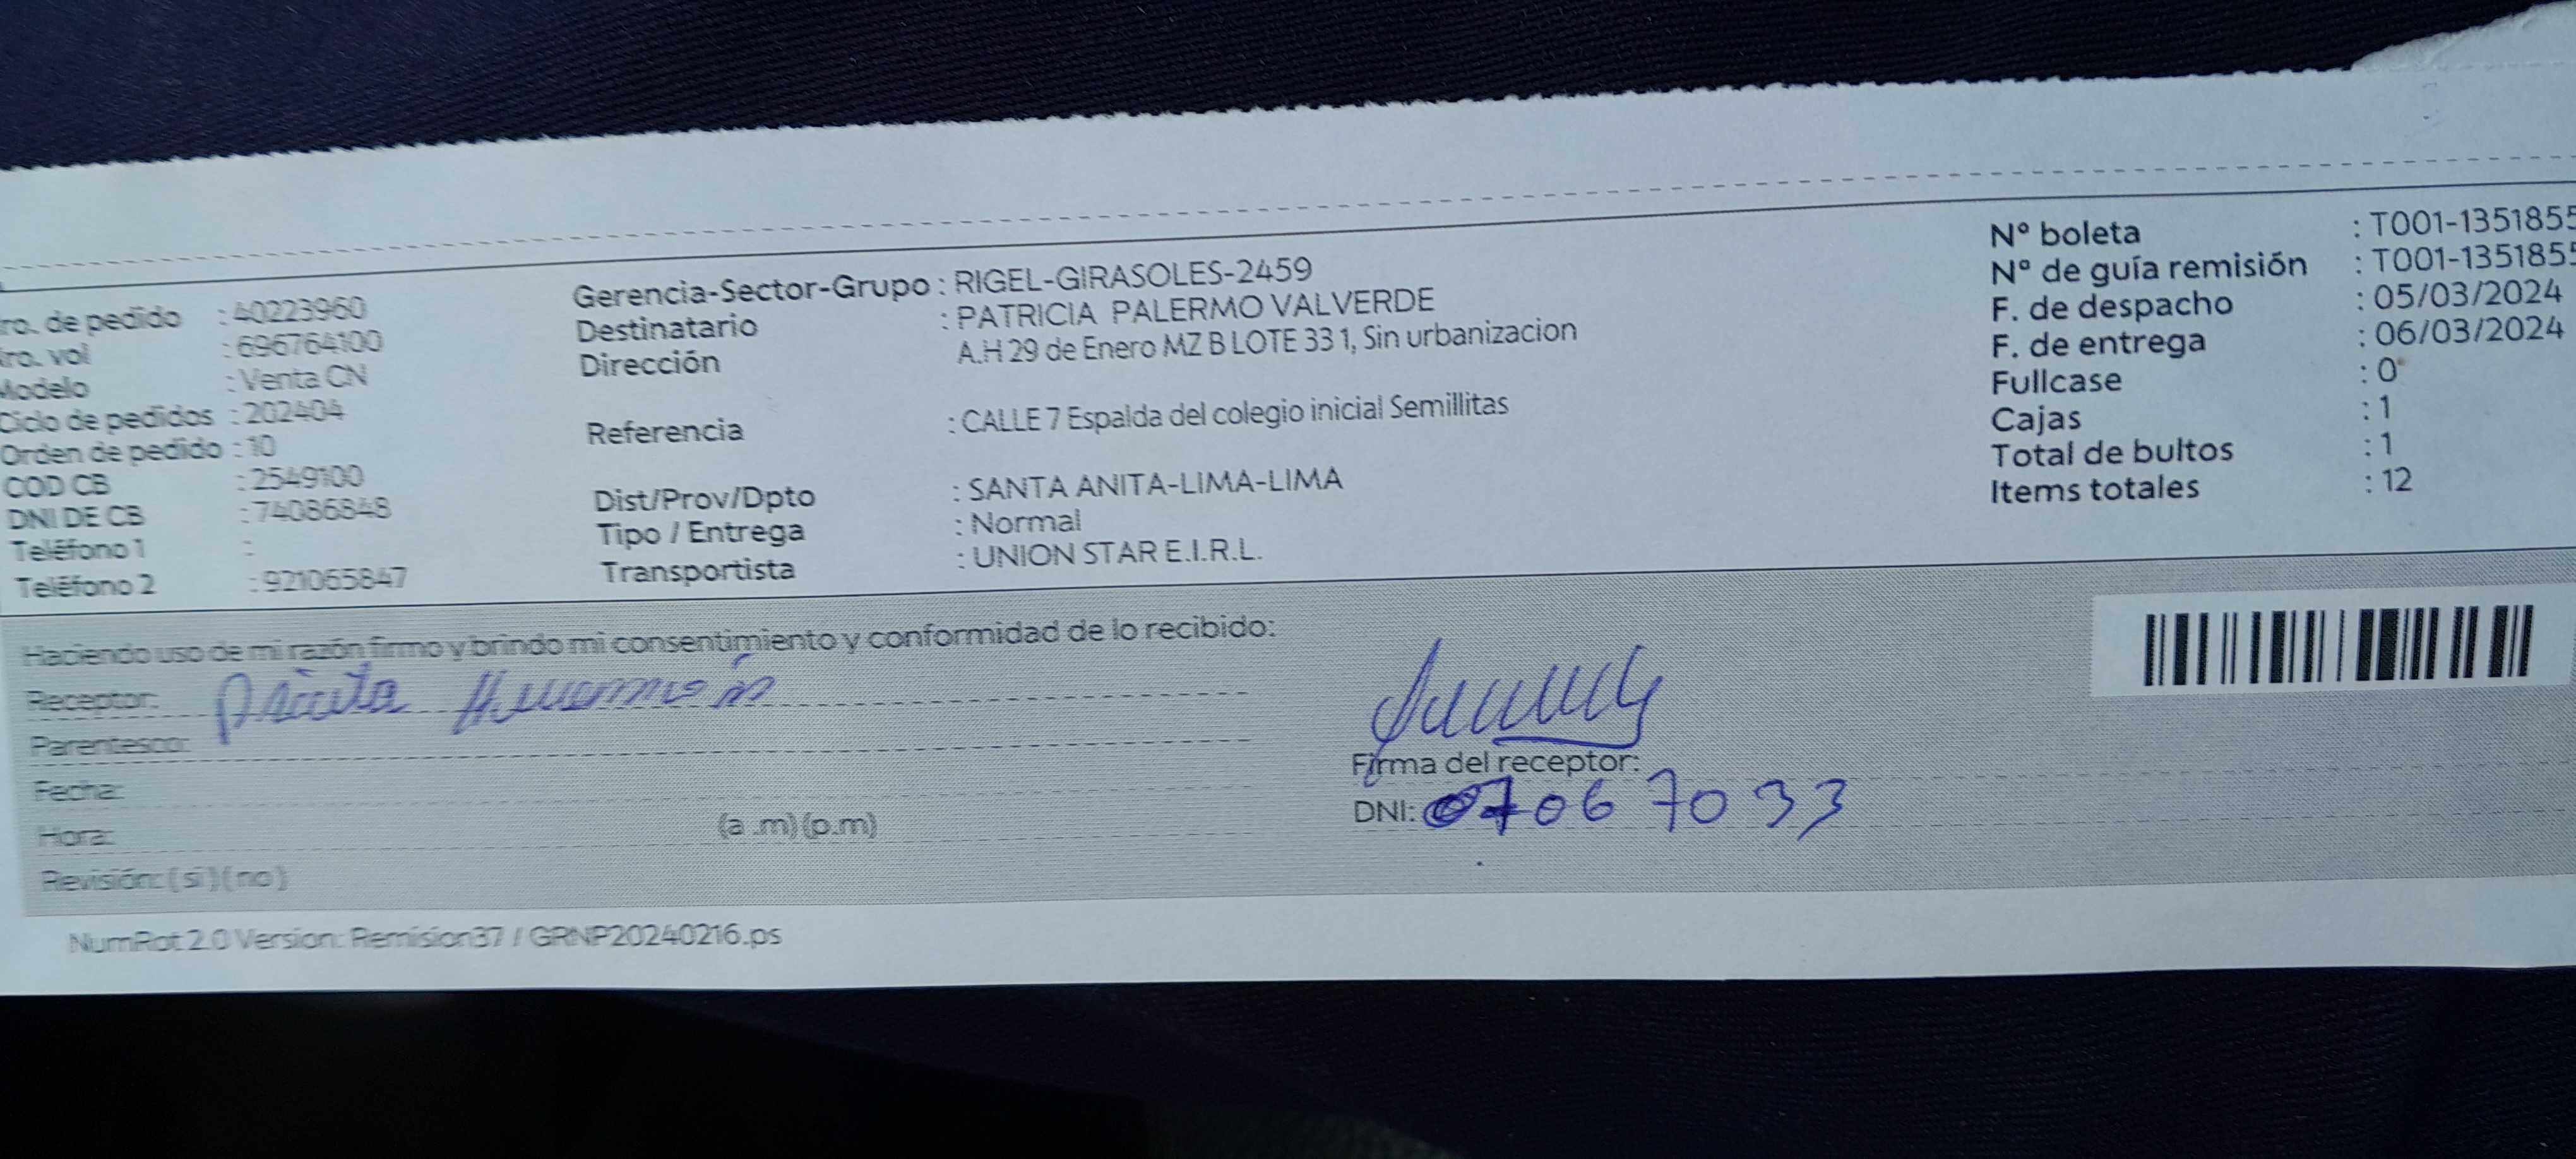 ro. de pedido : 40223960
ro. vol : 696764100
Modelo : Venta CN
Ciclo de pedidos : 202404
Orden de pedido : 10
COD CB : 2549100
DNI DE CB : 74086848
Teléfono 1 :
Teléfono 2 : 921065847
Gerencia-Sector-Grupo : RIGEL-GIRASOLES-2459
Destinatario : PATRICIA PALERMO VALVERDE
Dirección A.H 29 de Enero MZ B LOTE 33 1, Sin urbanizacion
Referencia : CALLE 7 Espalda del colegio inicial Semillitas
Dist/Prov/Dpto : SANTA ANITA-LIMA-LIMA
Tipo / Entrega : Normal
Transportista : UNION STAR E.I.R.L.
N° boleta : T001-1351855
N° de guía remisión : T001-1351855
F. de despacho : 05/03/2024
F. de entrega : 06/03/2024
Fullcase : 0
Cajas : 1
Total de bultos : 1
Items totales : 12
Haciendo uso de mi razón firmo y brindo mi consentimiento y conformidad de lo recibido:
Receptor:
Parentesco:
Fecha:
Hora: (a .m) (p.m)
Revisión: ( si ) ( no )
Firma del receptor:
DNI: 07067033
NumRot 2.0 Version: Remision37 / GRNP20240216.ps